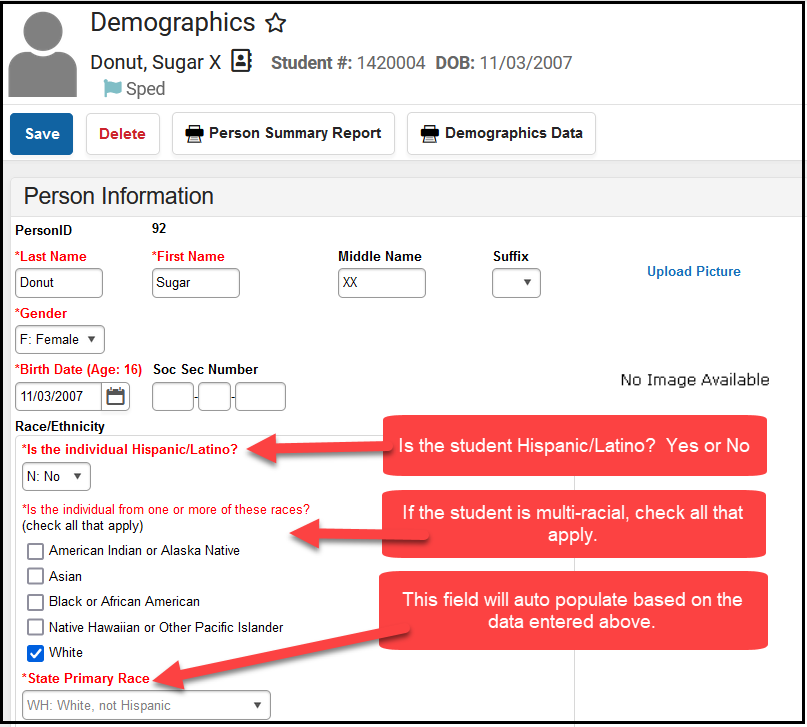 Demographics
Donut, Sugar X Student #: 1420004 DOB: 11/03/2007
Sped
Save Delete Person Summary Report Demographics Data
Person Information
PersonID 92
*Last Name *First Name Middle Name Suffix
Donut Sugar XX
Upload Picture
*Gender
F: Female
*Birth Date (Age: 16) Soc Sec Number
11/03/2007 - -
No Image Available
Race/Ethnicity
*Is the individual Hispanic/Latino?
N: No
Is the student Hispanic/Latino? Yes or No
*Is the individual from one or more of these races?
(check all that apply)
If the student is multi-racial, check all that
apply.
American Indian or Alaska Native
Asian
Black or African American
Native Hawaiian or Other Pacific Islander
White
This field will auto populate based on the
data entered above.
*State Primary Race
WH: White, not Hispanic